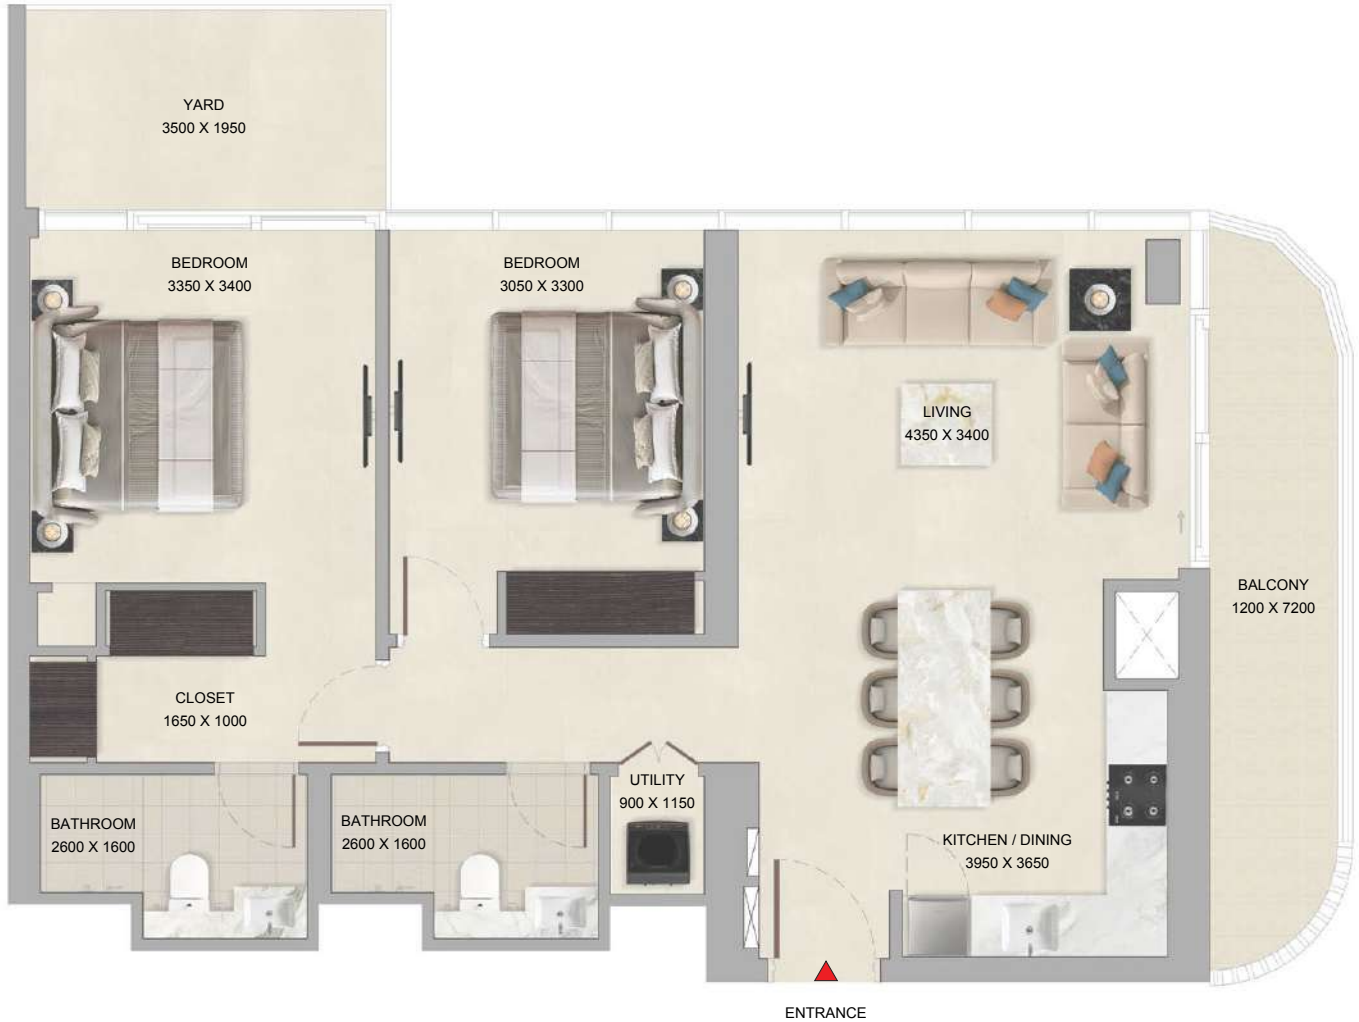 YARD
3500 X 1950
BEDROOM
3350 X 3400
BEDROOM
3050 X 3300
LIVING
4350 X 3400
BALCONY
1200 X 7200
CLOSET
1650 X 1000
UTILITY
900 X 1150
BATHROOM
2600 X 1600
BATHROOM
2600 X 1600
KITCHEN / DINING
3950 X 3650
ENTRANCE